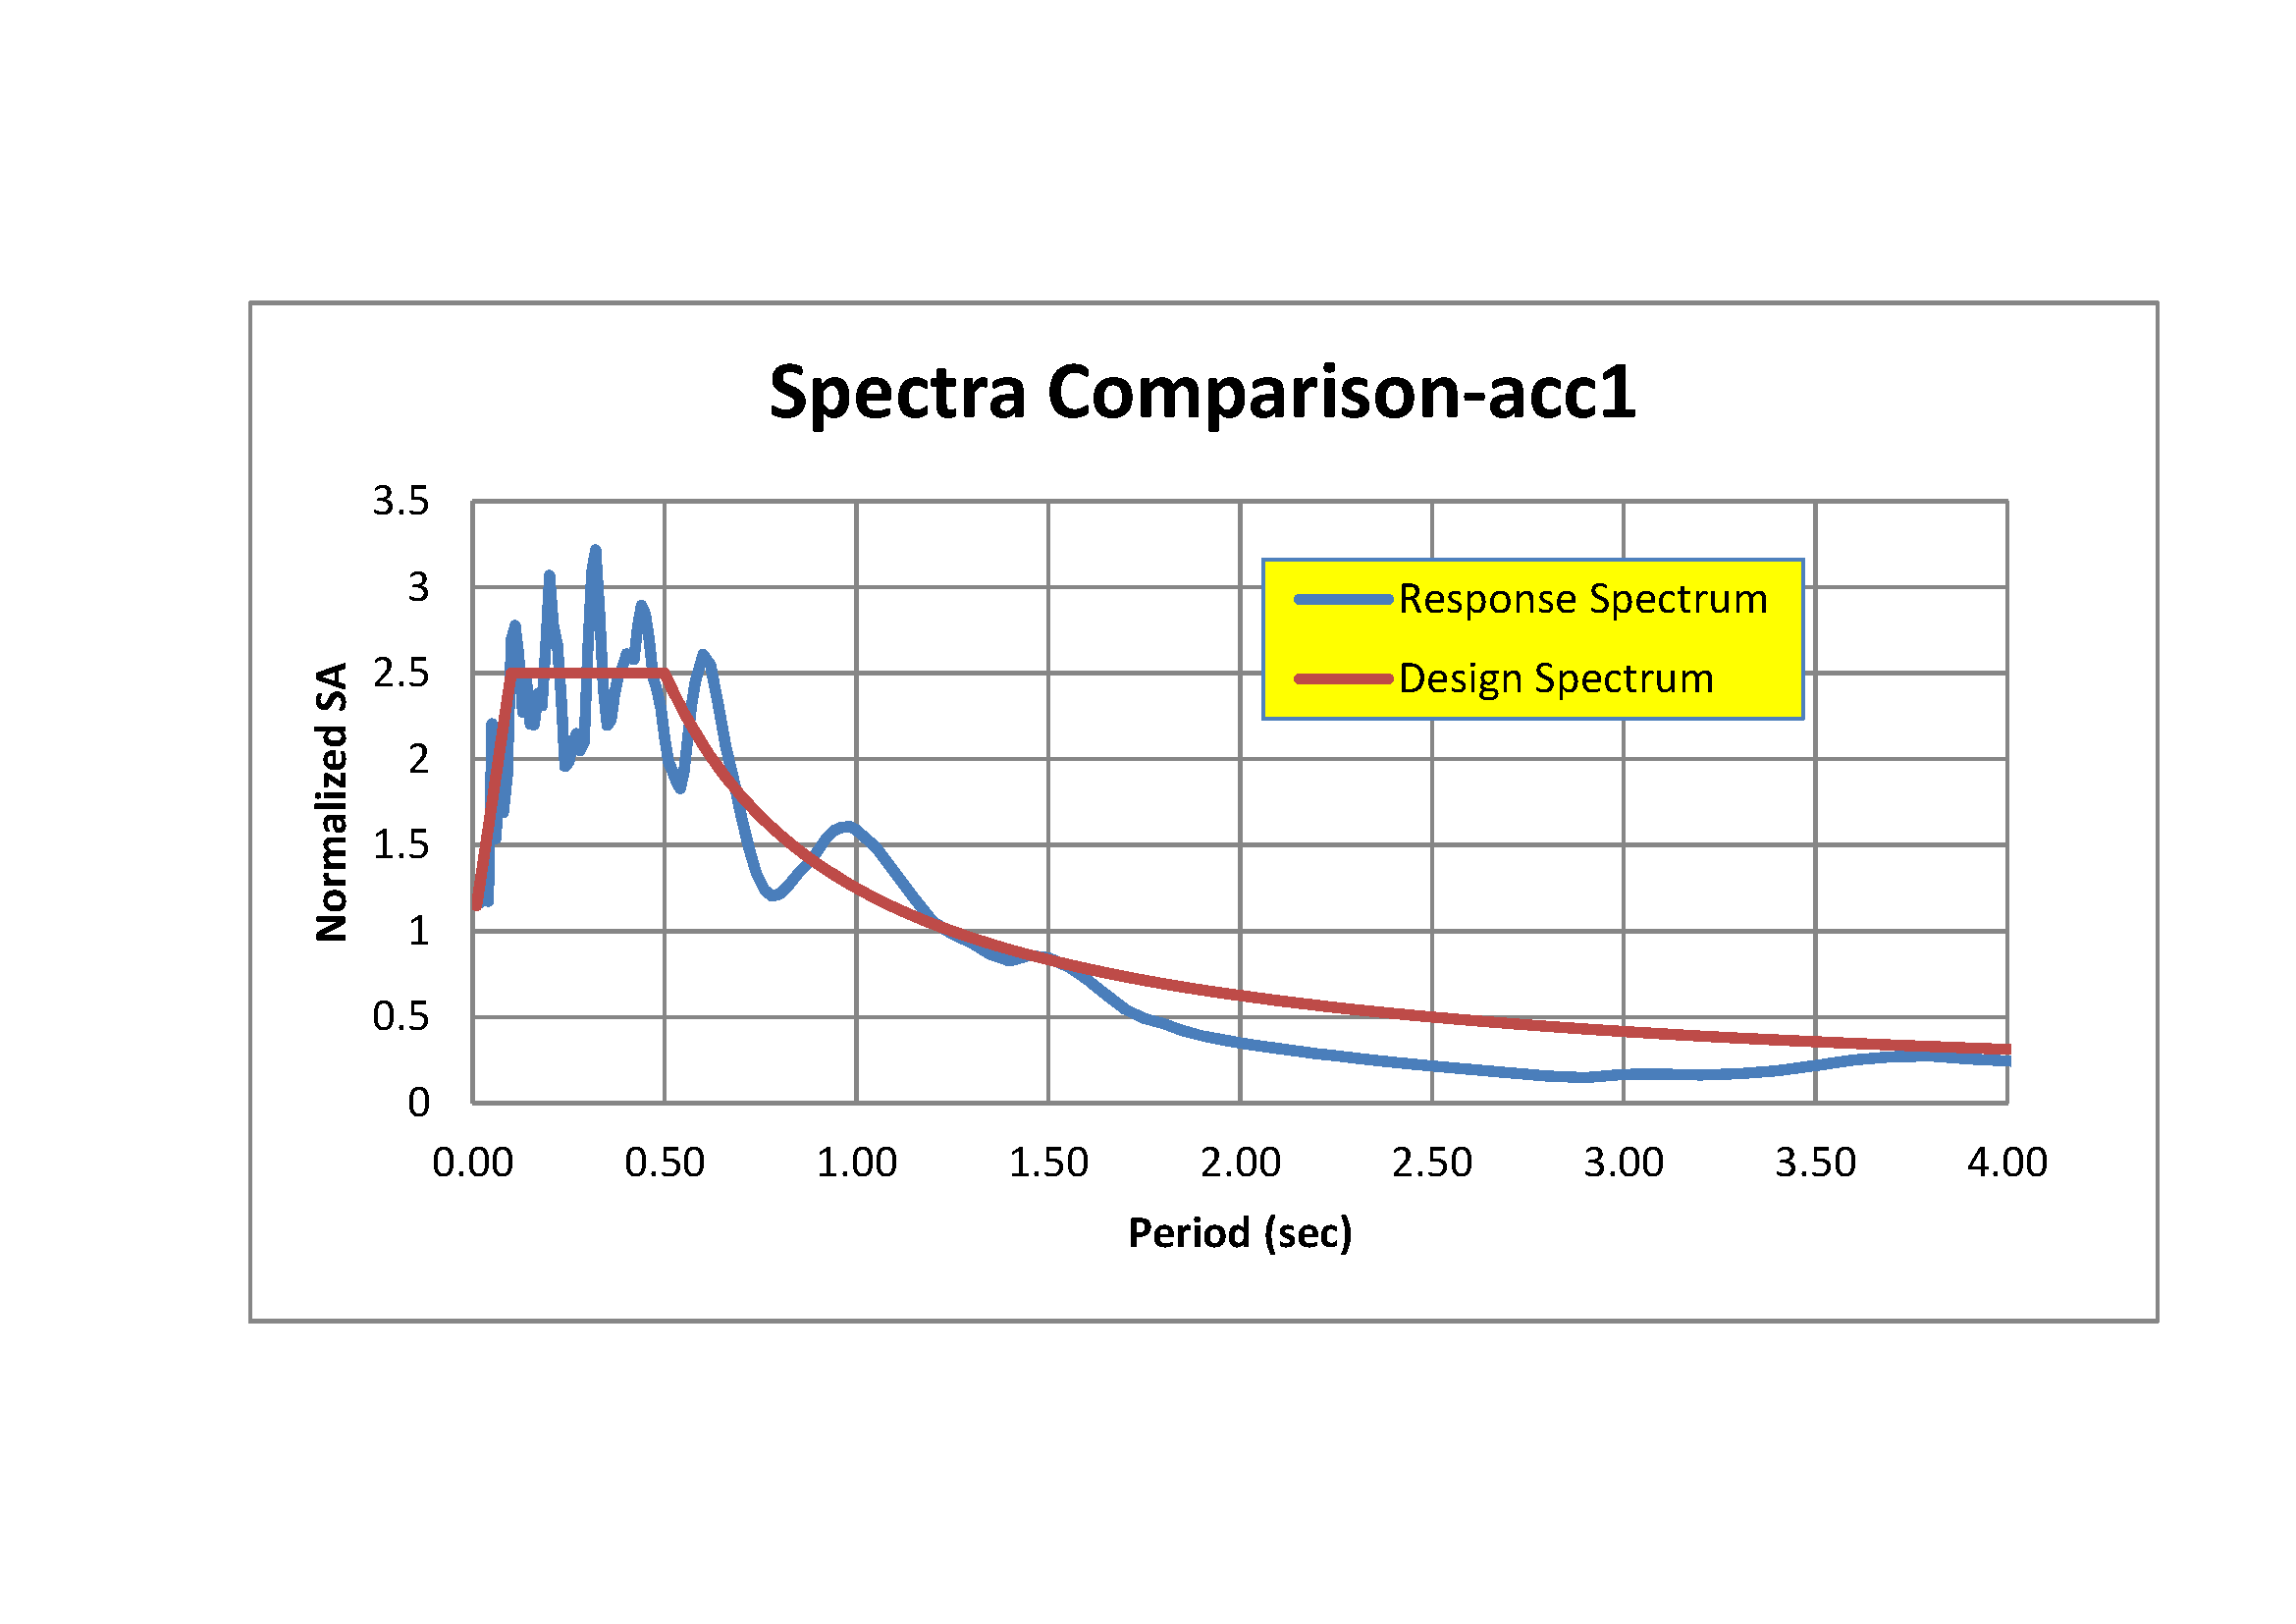 Spectra Comparison-acc1
3.5
3
2.5
2
1.5
1
0.5
0
Normalized SA
Response Spectrum
Design Spectrum
0.00 0.50 1.00 1.50 2.00 2.50 3.00 3.50 4.00
Period (sec)